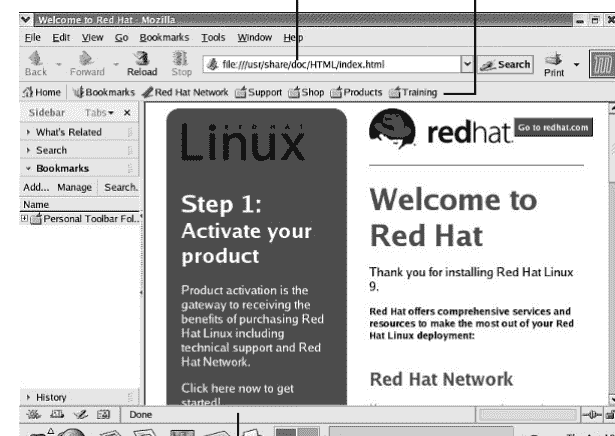 Welcome to Red Hat - Mozilla
File Edit View Go Bookmarks Tools Window Help
Back Forward Reload Stop file:///usr/share/doc/HTML/index.html Search Print
Home Bookmarks Red Hat Network Support Shop Products Training
Sidebar Tabs
What's Related
Search
Bookmarks
Add... Manage Search.
Name
Personal Toolbar Fol..
History
RED HAT
Linux
Step 1:
Activate your
product
Product activation is the
gateway to receiving the
benefits of purchasing Red
Hat Linux including
technical support and Red
Hat Network.
Click here now to get
started!
redhat.
Go to redhat.com
Welcome to
Red Hat
Thank you for installing Red Hat Linux
9.
Red Hat offers comprehensive services and
resources to make the most out of your Red
Hat Linux deployment:
Red Hat Network
Done